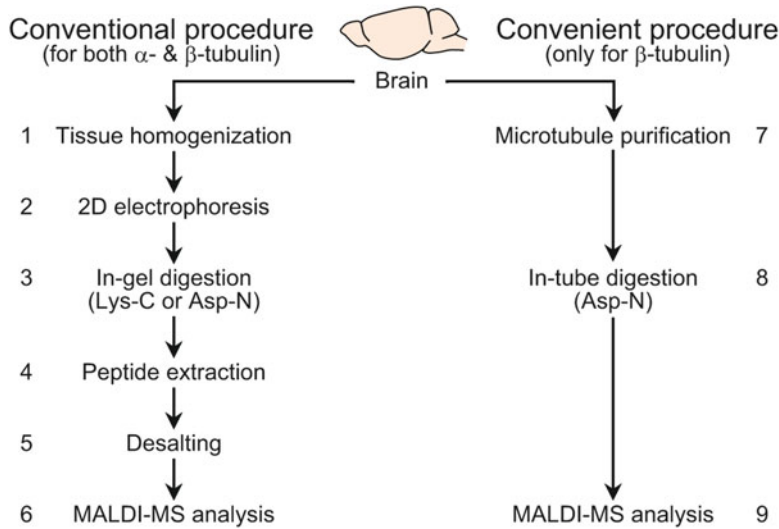 Conventional procedure
(for both α- & β-tubulin)
Convenient procedure
(only for β-tubulin)
Brain
1 Tissue homogenization
2 2D electrophoresis
3 In-gel digestion
(Lys-C or Asp-N)
4 Peptide extraction
5 Desalting
6 MALDI-MS analysis
Microtubule purification 7
In-tube digestion 8
(Asp-N)
MALDI-MS analysis 9